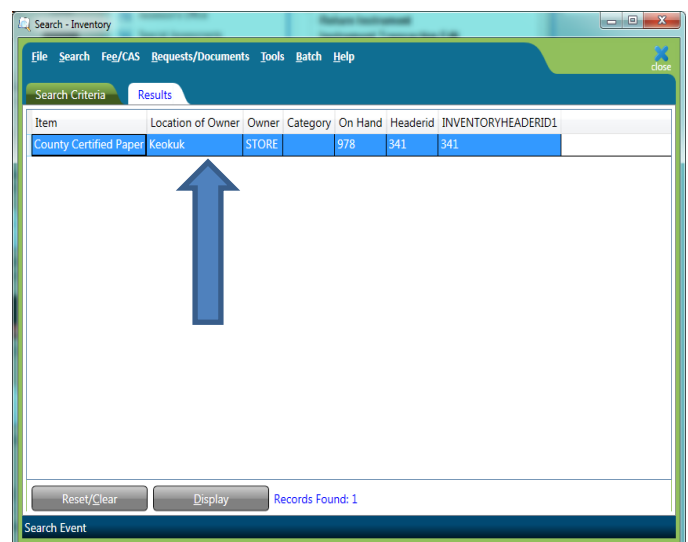 Search - Inventory
File Search Fee/CAS Requests/Documents Tools Batch Help
close
Search Criteria Results
Item Location of Owner Owner Category On Hand Headerid INVENTORYHEADERID1
County Certified Paper Keokuk STORE 978 341 341
Reset/Clear Display Records Found: 1
Search Event